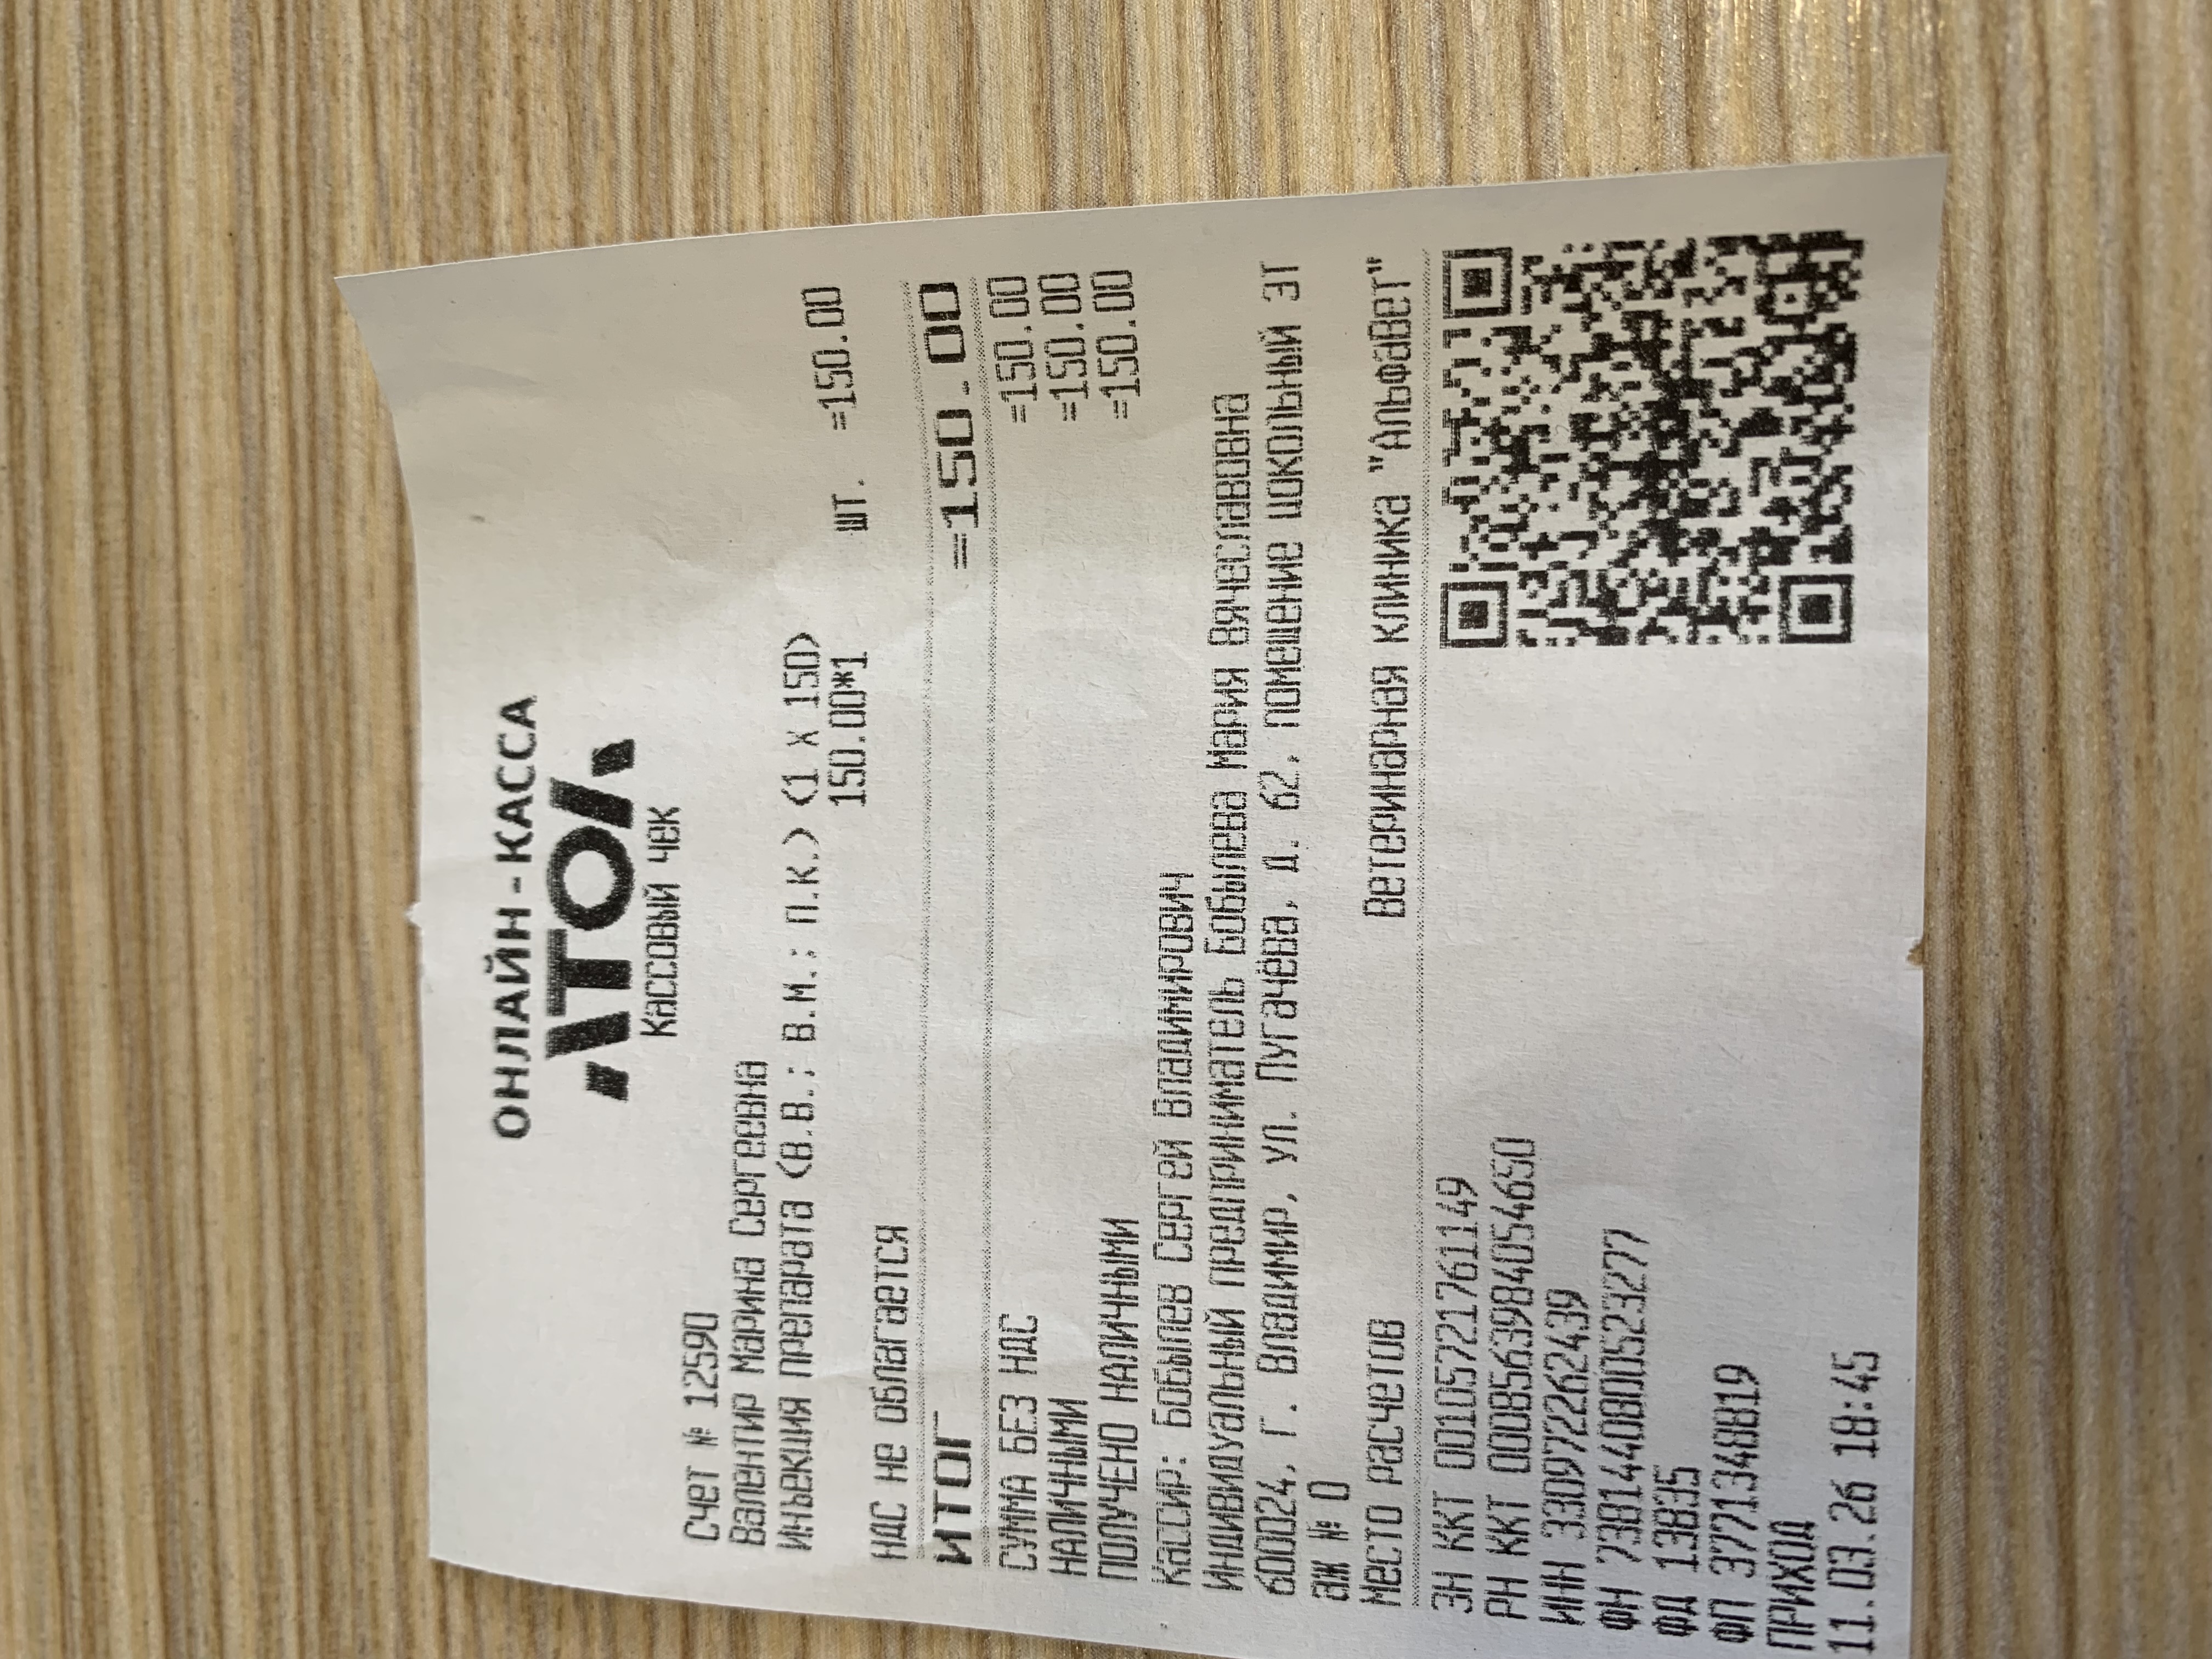 ОНЛАЙН-КАССА
АТОЛ
Кассовый чек
Счет № 12590
Валентир Марина Сергеевна
Инъекция препарата (в.в.; в.м.; п.к.) (1 x 150)
150.00*1 шт. =150.00
НДС не облагается
ИТОГ =150.00
СУММА БЕЗ НДС =150.00
НАЛИЧНЫМИ =150.00
ПОЛУЧЕНО НАЛИЧНЫМИ =150.00
Кассир: Бобылев Сергей Владимирович
Индивидуальный предприниматель Бобылева Мария Вячеславовна
600024, г. Владимир, ул. Пугачёва, д. 62, помещение цокольный эт
аж № 0
Место расчетов Ветеринарная клиника "АльфаВет"
ЗН ККТ 00105721761149
РН ККТ 0008563984054650
ИНН 330972262439
ФН 7381440800523277
ФД 13835
ФП 3771348819
ПРИХОД
11.03.26 18:45